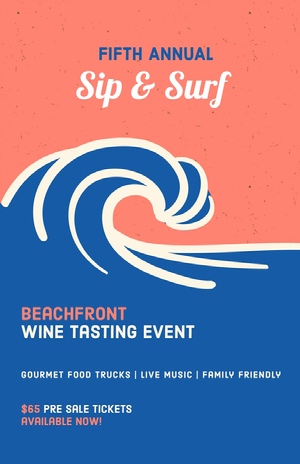 FIFTH ANNUAL
Sip & Surf
BEACHFRONT
WINE TASTING EVENT
GOURMET FOOD TRUCKS | LIVE MUSIC | FAMILY FRIENDLY
$65 PRE SALE TICKETS
AVAILABLE NOW!